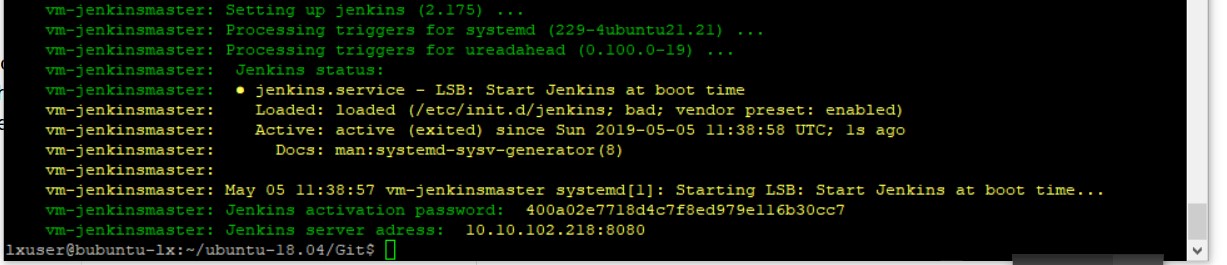 vm-jenkinsmaster: Setting up jenkins (2.175) ...
vm-jenkinsmaster: Processing triggers for systemd (229-4ubuntu21.21) ...
vm-jenkinsmaster: Processing triggers for ureadahead (0.100.0-19) ...
vm-jenkinsmaster: Jenkins status:
vm-jenkinsmaster: ● jenkins.service - LSB: Start Jenkins at boot time
vm-jenkinsmaster: Loaded: loaded (/etc/init.d/jenkins; bad; vendor preset: enabled)
vm-jenkinsmaster: Active: active (exited) since Sun 2019-05-05 11:38:58 UTC; 1s ago
vm-jenkinsmaster: Docs: man:systemd-sysv-generator(8)
vm-jenkinsmaster:
vm-jenkinsmaster: May 05 11:38:57 vm-jenkinsmaster systemd[1]: Starting LSB: Start Jenkins at boot time...
vm-jenkinsmaster: Jenkins activation password: 400a02e7718d4c7f8ed979e116b30cc7
vm-jenkinsmaster: Jenkins server adress: 10.10.102.218:8080
lxuser@bubuntu-lx:~/ubuntu-18.04/Git$